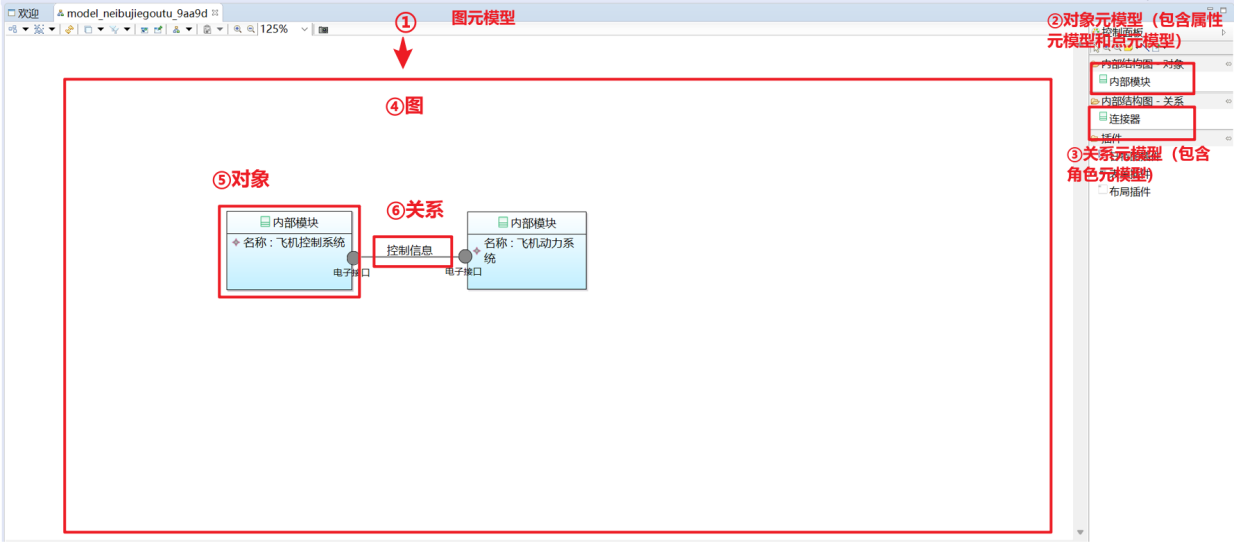 欢迎
model_neibujiegoutu_9aa9d
125%
① 图元模型
②对象元模型（包含属性
元模型和点元模型）
控制面板
内部结构图 - 对象
内部模块
内部结构图 - 关系
连接器
插件
③关系元模型（包含
角色元模型）
布局插件
④图
⑤对象
⑥关系
内部模块
名称：飞机控制系统
电子接口
控制信息
内部模块
名称：飞机动力系
统
电子接口